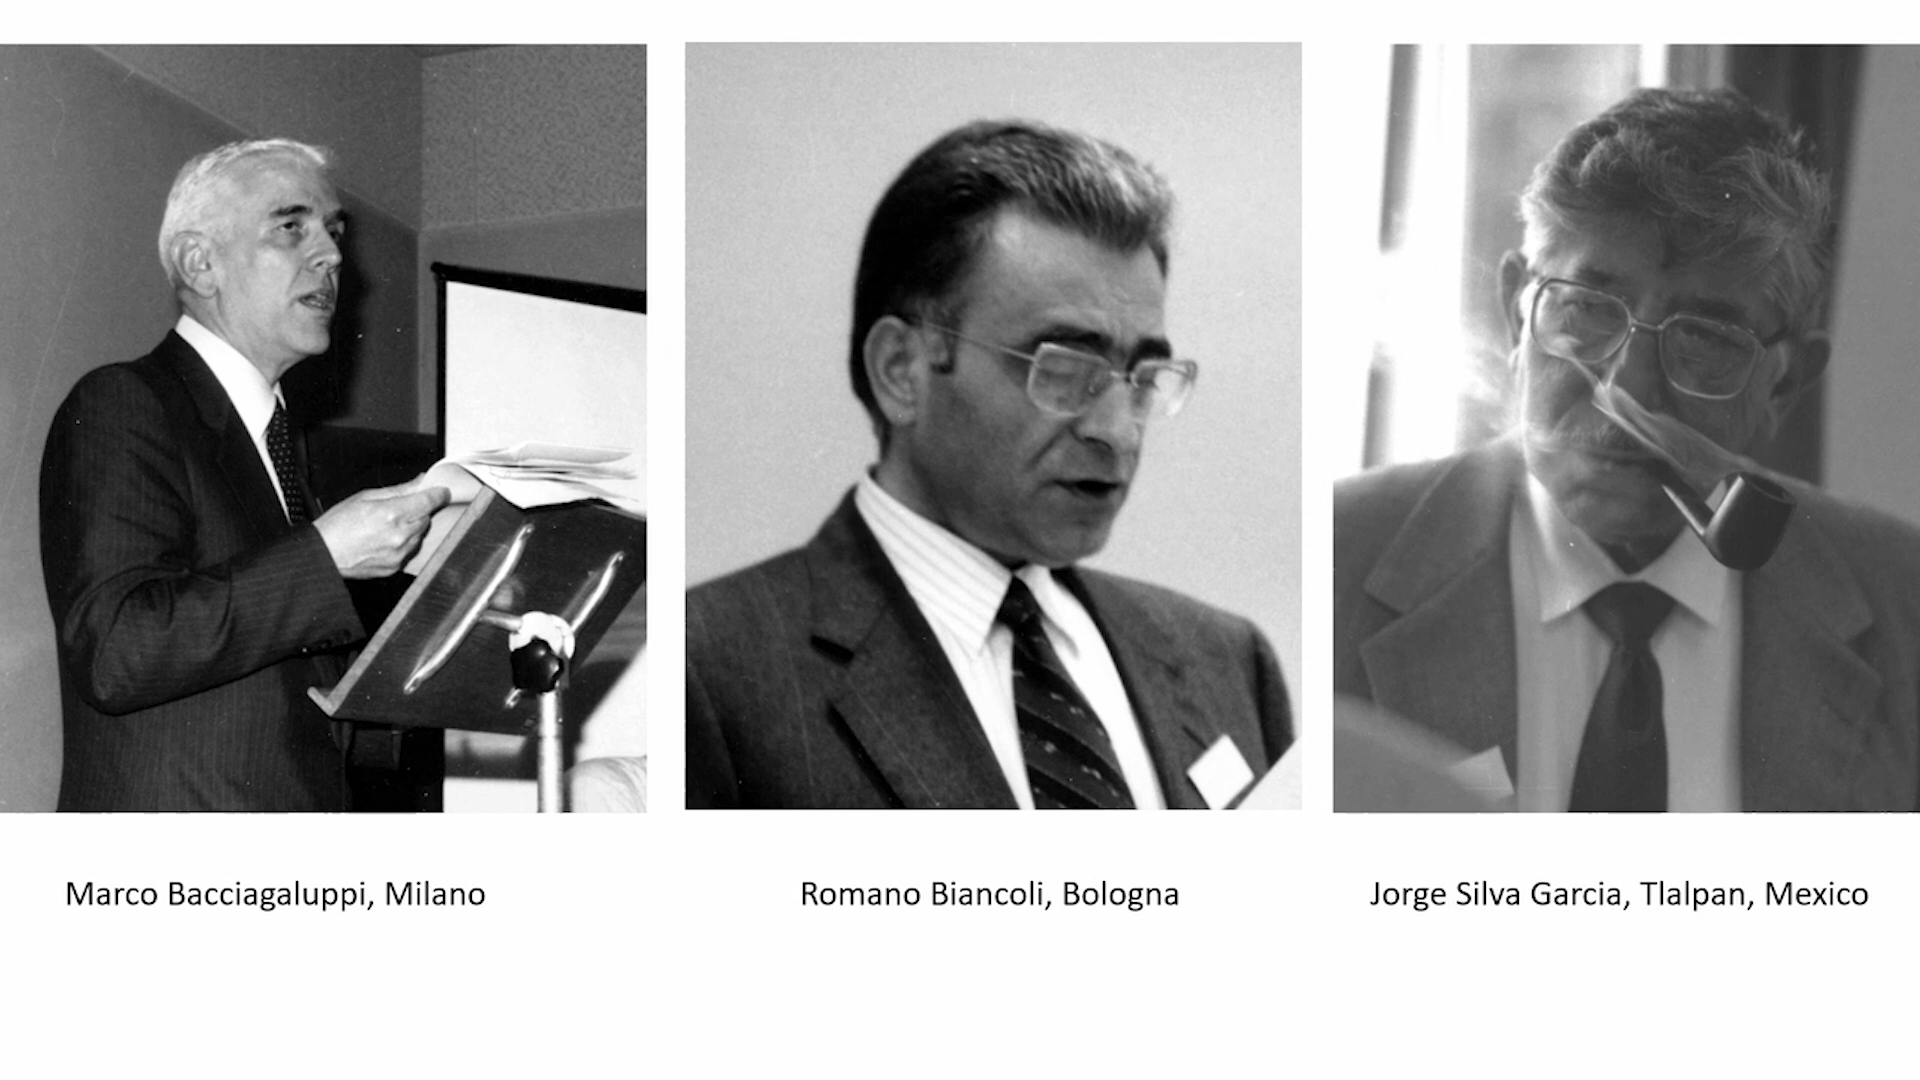 Marco Bacciagaluppi, Milano
Romano Biancoli, Bologna
Jorge Silva Garcia, Tlalpan, Mexico